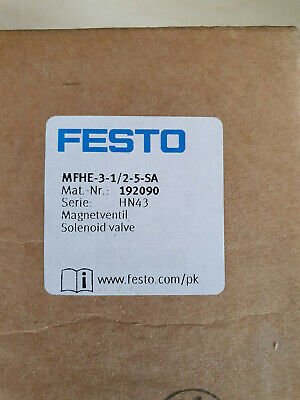 FESTO
MFHE-3-1/2-5-SA
Mat.-Nr.: 192090
Serie: HN43
Magnetventil
Solenoid valve
www.festo.com/pk